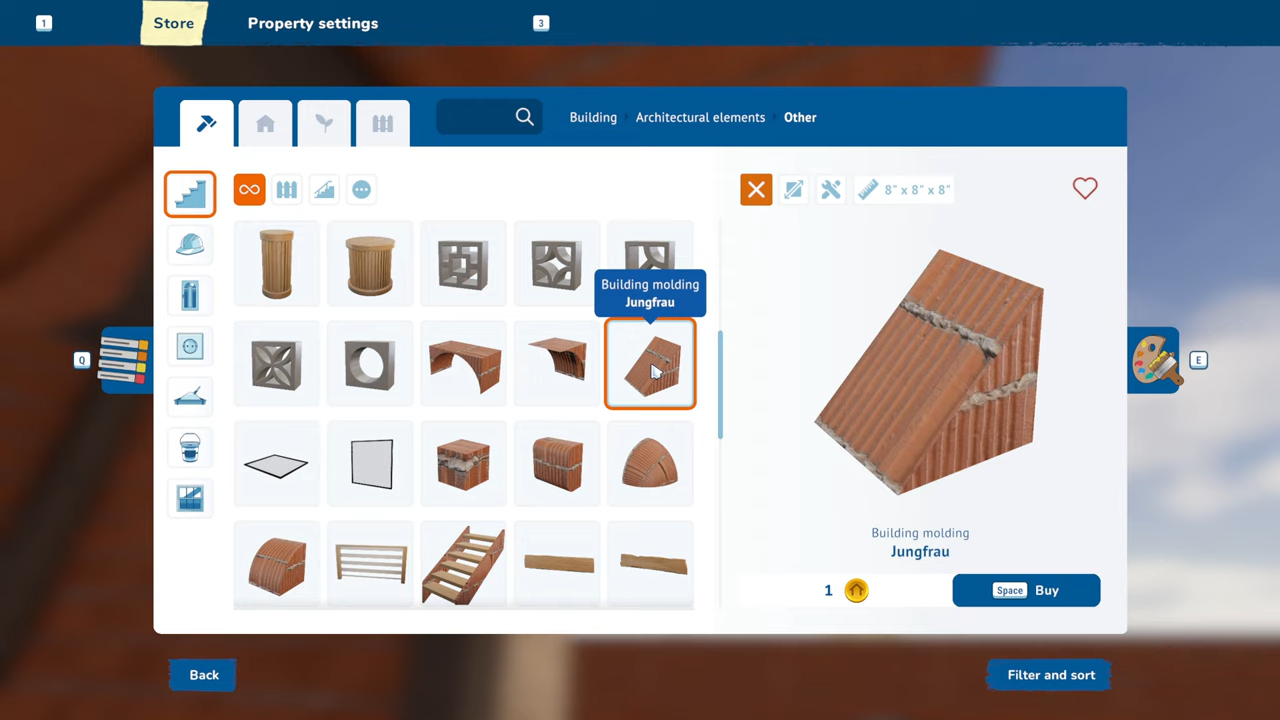 1
Store
Property settings
3
Building
Architectural elements
Other
8" x 8" x 8"
Building molding
Jungfrau
Q
E
Building molding
Jungfrau
1
Space
Buy
Back
Filter and sort